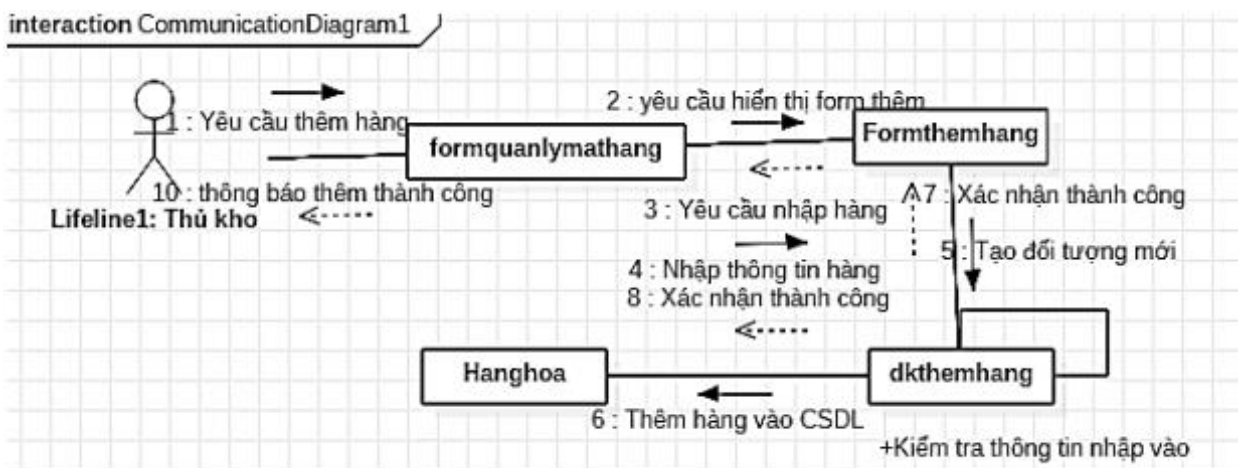 interaction CommunicationDiagram1
1 : Yêu cầu thêm hàng
2 : yêu cầu hiển thị form thêm
formquanlymathang
Formthemhang
10 : thông báo thêm thành công
Lifeline1: Thủ kho
3 : Yêu cầu nhập hàng
7 : Xác nhận thành công
5 : Tạo đối tượng mới
4 : Nhập thông tin hàng
8 : Xác nhận thành công
Hanghoa
dkthemhang
6 : Thêm hàng vào CSDL
+Kiểm tra thông tin nhập vào